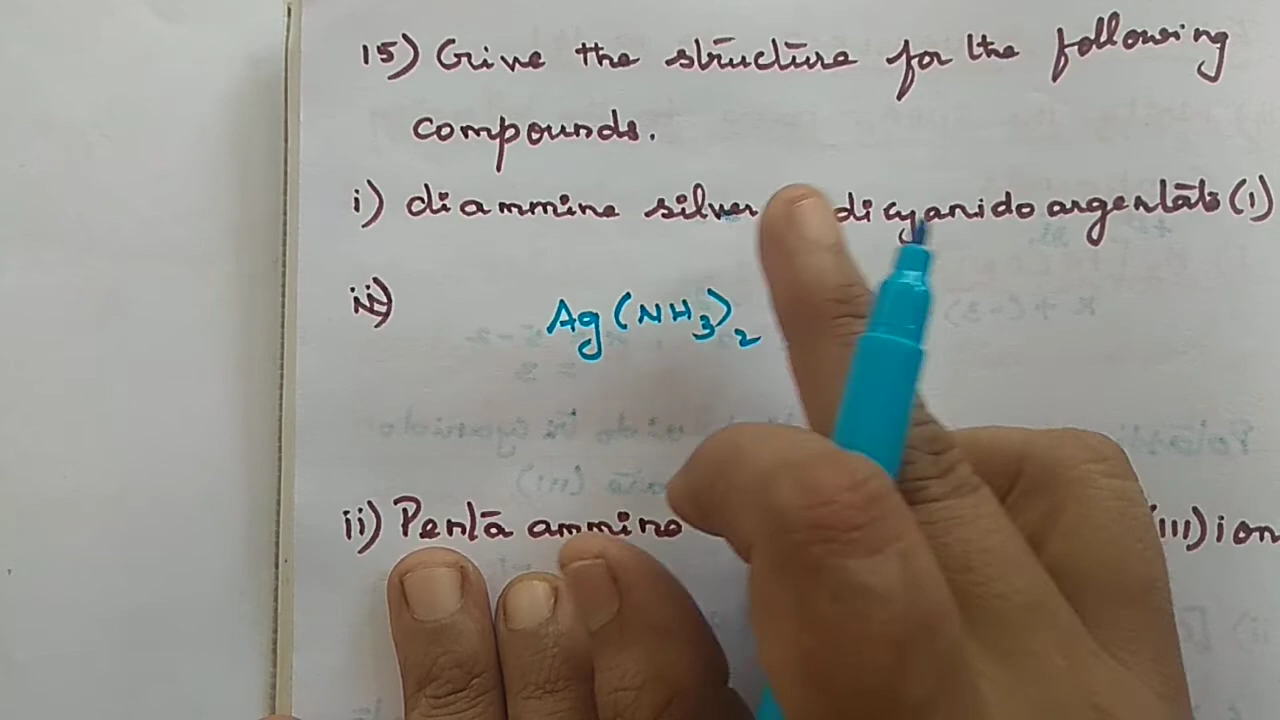 15) Give the structure for the following
compounds.
i) diammine silver dicyanido argentate (1)
ii)
Ag(NH3)2
ii) Penta ammine (III) ion